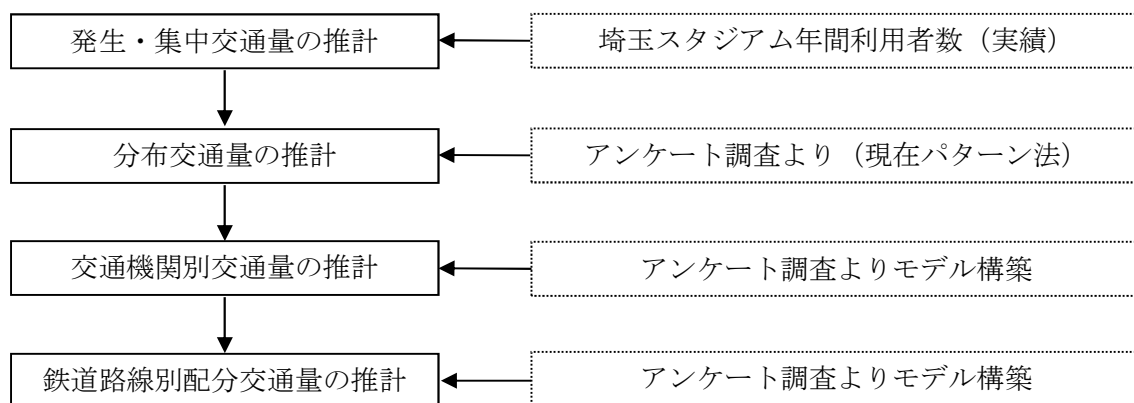 発生・集中交通量の推計
埼玉スタジアム年間利用者数（実績）
分布交通量の推計
アンケート調査より（現在パターン法）
交通機関別交通量の推計
アンケート調査よりモデル構築
鉄道路線別配分交通量の推計
アンケート調査よりモデル構築